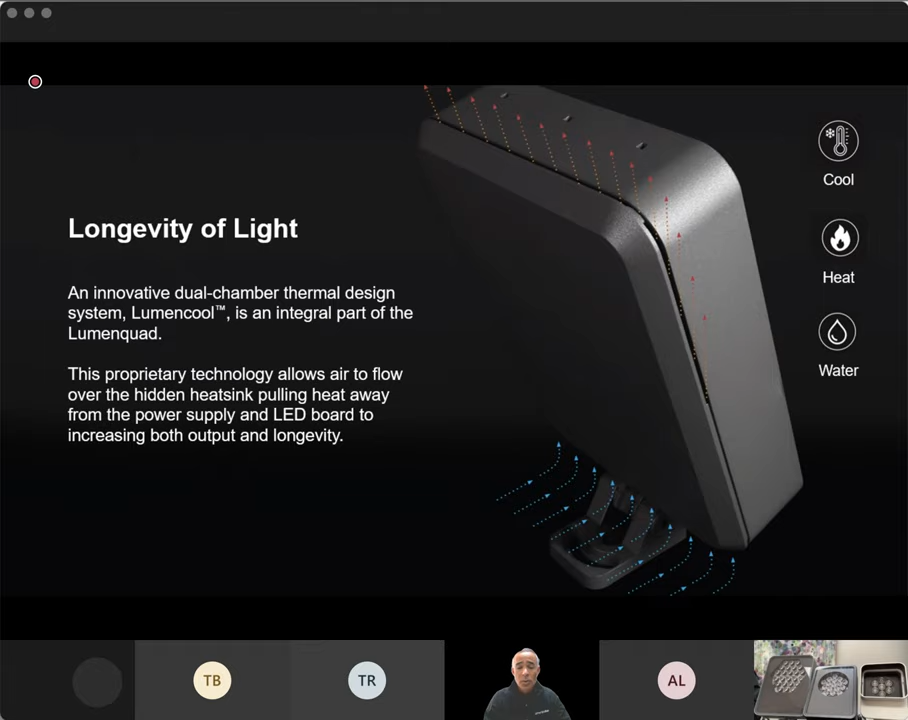 Cool
Longevity of Light
Heat
An innovative dual-chamber thermal design
system, Lumencool™, is an integral part of the
Lumenquad.
Water
This proprietary technology allows air to flow
over the hidden heatsink pulling heat away
from the power supply and LED board to
increasing both output and longevity.
TB
TR
AL